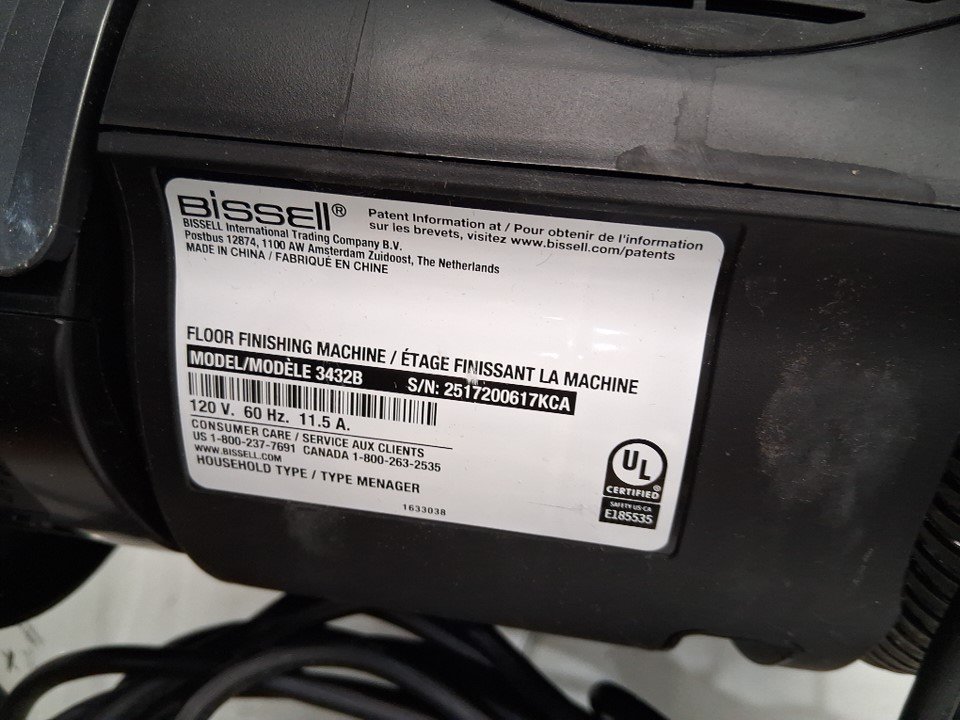 BISSELL®
Patent Information at / Pour obtenir de l'information
sur les brevets, visitez www.bissell.com/patents
BISSELL International Trading Company B.V.
Postbus 12874, 1100 AW Amsterdam Zuidoost, The Netherlands
MADE IN CHINA / FABRIQUÉ EN CHINE
FLOOR FINISHING MACHINE / ÉTAGE FINISSANT LA MACHINE
MODEL/MODÈLE 3432B S/N: 2517200617KCA
120 V. 60 Hz. 11.5 A.
CONSUMER CARE / SERVICE AUX CLIENTS
US 1-800-237-7691 CANADA 1-800-263-2535
WWW.BISSELL.COM
HOUSEHOLD TYPE / TYPE MENAGER
1633038
UL
CERTIFIED®
SAFETY US-CA
E185535